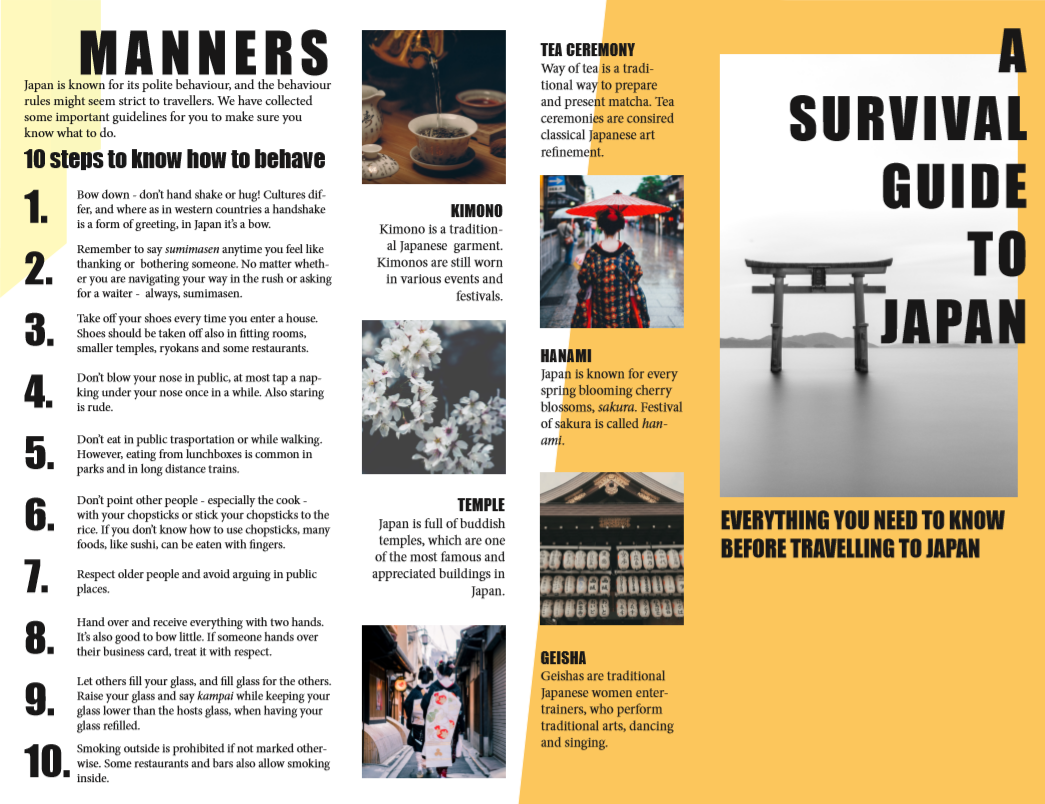 MANNERS
Japan is known for its polite behaviour, and the behaviour
rules might seem strict to travellers. We have collected
some important guidelines for you to make sure you
know what to do.
10 steps to know how to behave
1.
Bow down - don't hand shake or hug! Cultures dif-
fer, and where as in western countries a handshake
is a form of greeting, in Japan it's a bow.
2.
Remember to say sumimasen anytime you feel like
thanking or bothering someone. No matter wheth-
er you are navigating your way in the rush or asking
for a waiter - always, sumimasen.
3.
Take off your shoes every time you enter a house.
Shoes should be taken off also in fitting rooms,
smaller temples, ryokans and some restaurants.
4.
Don't blow your nose in public, at most tap a nap-
king under your nose once in a while. Also staring
is rude.
5.
Don't eat in public trasportation or while walking.
However, eating from lunchboxes is common in
parks and in long distance trains.
6.
Don't point other people - especially the cook -
with your chopsticks or stick your chopsticks to the
rice. If you don't know how to use chopsticks, many
foods, like sushi, can be eaten with fingers.
7.
Respect older people and avoid arguing in public
places.
8.
Hand over and receive everything with two hands.
It's also good to bow little. If someone hands over
their business card, treat it with respect.
9.
Let others fill your glass, and fill glass for the others.
Raise your glass and say kampai while keeping your
glass lower than the hosts glass, when having your
glass refilled.
10.
Smoking outside is prohibited if not marked other-
wise. Some restaurants and bars also allow smoking
inside.
KIMONO
Kimono is a tradition-
al Japanese garment.
Kimonos are still worn
in various events and
festivals.
TEMPLE
Japan is full of buddish
temples, which are one
of the most famous and
appreciated buildings in
Japan.
TEA CEREMONY
Way of tea is a tradi-
tional way to prepare
and present matcha. Tea
ceremonies are consired
classical Japanese art
refinement.
HANAMI
Japan is known for every
spring blooming cherry
blossoms, sakura. Festival
of sakura is called han-
ami.
GEISHA
Geishas are traditional
Japanese women enter-
trainers, who perform
traditional arts, dancing
and singing.
A
SURVIVAL
GUIDE
TO
JAPAN
EVERYTHING YOU NEED TO KNOW
BEFORE TRAVELLING TO JAPAN